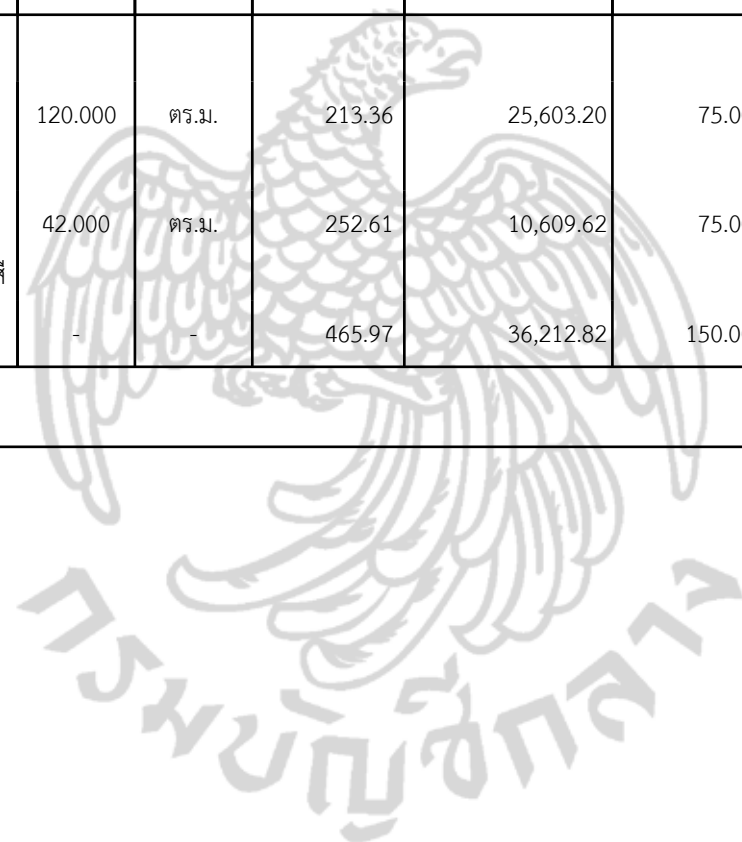 120.000 ตร.ม. 213.36 25,603.20 75.0
42.000 ตร.ม. 252.61 10,609.62 75.0
- - 465.97 36,212.82 150.0
กรมบัญชีกลาง